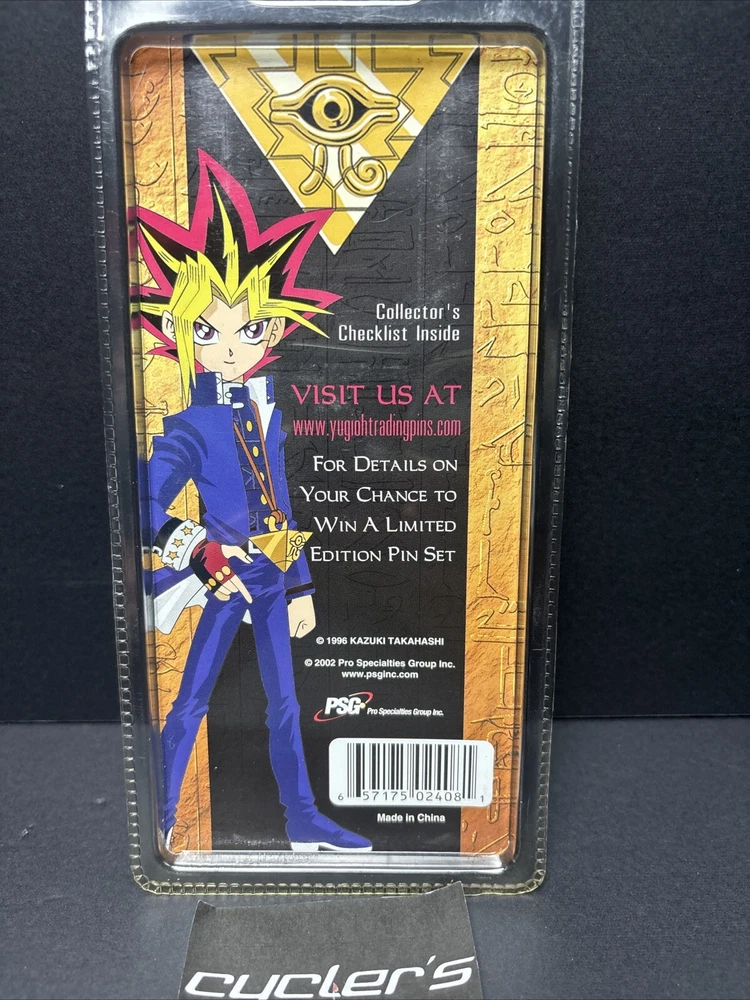 Collector's
Checklist Inside
VISIT US AT
www.yugiohtradingpins.com
FOR DETAILS ON
YOUR CHANCE TO
WIN A LIMITED
EDITION PIN SET
© 1996 KAZUKI TAKAHASHI
© 2002 Pro Specialties Group Inc.
www.psginc.com
PSG Pro Specialties Group Inc.
6 57175 02408 1
Made in China
cycler's